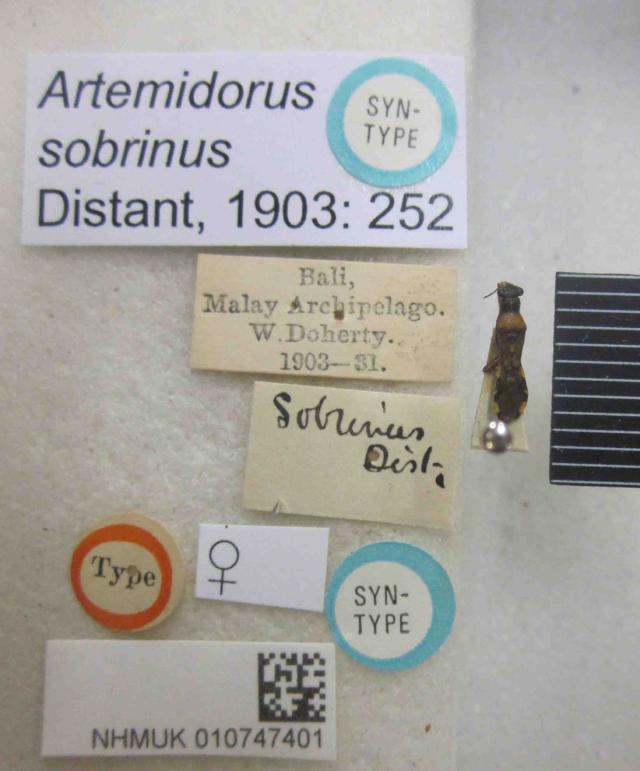 Artemidorus
sobrinus
Distant, 1903: 252
SYN-
TYPE
Bali,
Malay Archipelago.
W. Doherty.
1903—31.
Sobrinus
Dist.
Type
♀
SYN-
TYPE
NHMUK 010747401